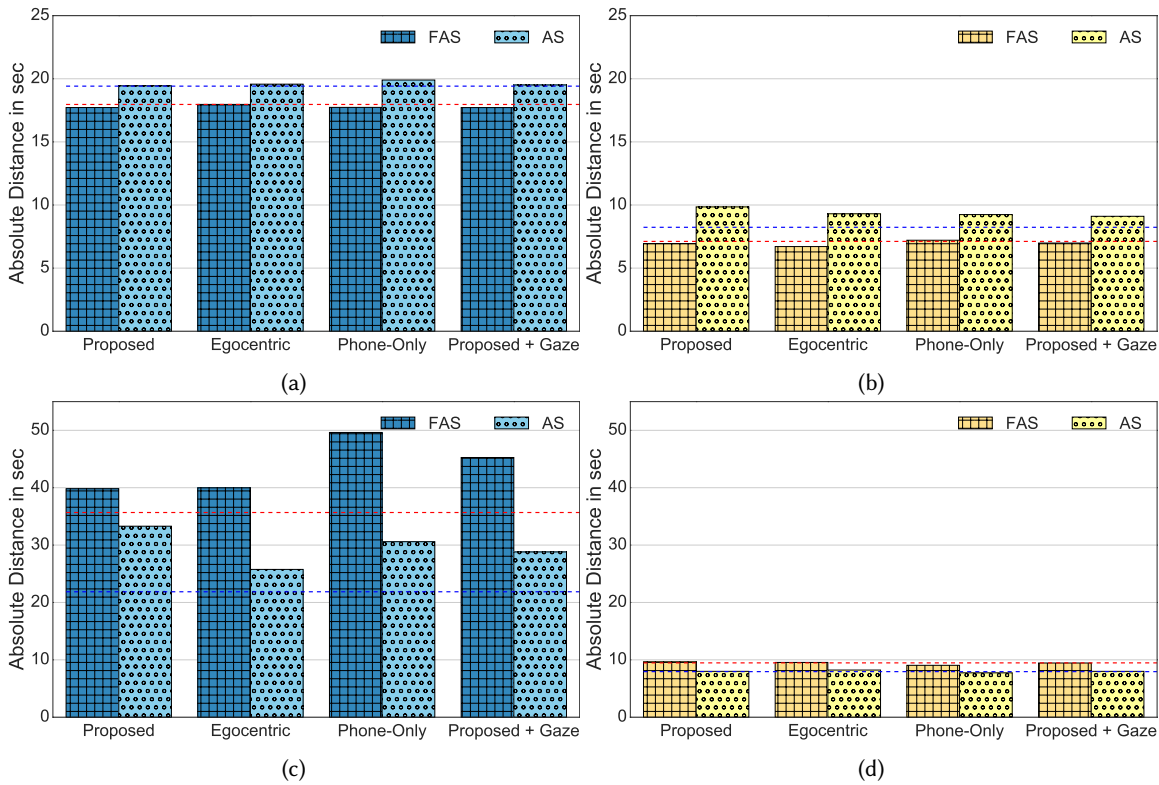 25
20
15
10
5
0
Absolute Distance in sec
FAS AS
Proposed Egocentric Phone-Only Proposed + Gaze
(a)
25
20
15
10
5
0
Absolute Distance in sec
FAS AS
Proposed Egocentric Phone-Only Proposed + Gaze
(b)
50
40
30
20
10
0
Absolute Distance in sec
FAS AS
Proposed Egocentric Phone-Only Proposed + Gaze
(c)
50
40
30
20
10
0
Absolute Distance in sec
FAS AS
Proposed Egocentric Phone-Only Proposed + Gaze
(d)